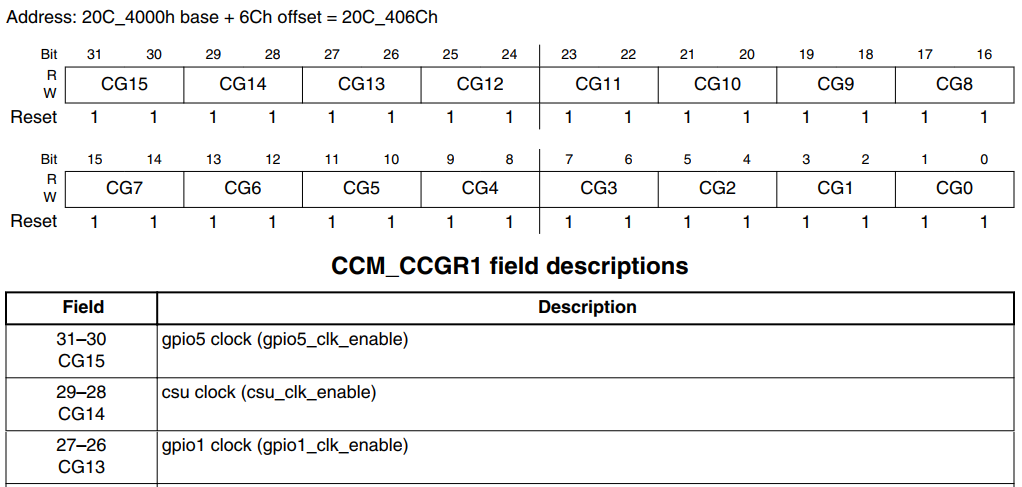 Address: 20C_4000h base + 6Ch offset = 20C_406Ch
Bit 31 30 29 28 27 26 25 24 23 22 21 20 19 18 17 16
R
W
CG15 CG14 CG13 CG12 CG11 CG10 CG9 CG8
Reset 1 1 1 1 1 1 1 1 1 1 1 1 1 1 1 1
Bit 15 14 13 12 11 10 9 8 7 6 5 4 3 2 1 0
R
W
CG7 CG6 CG5 CG4 CG3 CG2 CG1 CG0
Reset 1 1 1 1 1 1 1 1 1 1 1 1 1 1 1 1
CCM_CCGR1 field descriptions
Field Description
31–30 gpio5 clock (gpio5_clk_enable)
CG15
29–28 csu clock (csu_clk_enable)
CG14
27–26 gpio1 clock (gpio1_clk_enable)
CG13